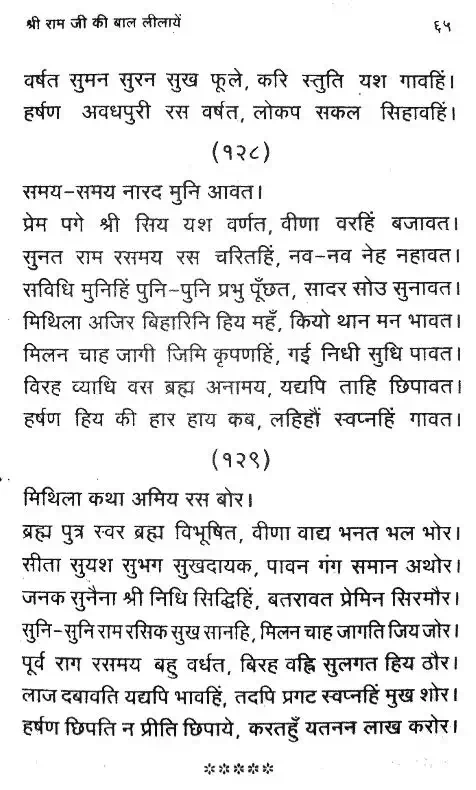 श्री राम जी की बाल लीलायें ६५
वर्षत सुमन सुरन सुख फूले, करि स्तुति यश गावहिं।
हर्षण अवधपुरी रस वर्षत, लोकप सकल सिहावहिं।
(१२८)
समय-समय नारद मुनि आवत।
प्रेम पगे श्री सिय यश वर्णत, वीणा वरहिं बजावत।
सुनत राम रसमय रस चरितहिं, नव-नव नेह नहावत।
सविधि मुनिहिं पुनि-पुनि प्रभु पूँछत, सादर सोउ सुनावत।
मिथिला अजिर बिहारिनि हिय महँ, कियो थान मन भावत।
मिलन चाह जागी जिमि कृपणहिं, गई निधी सुधि पावत।
विरह व्याधि वस ब्रह्म अनामय, यद्यपि ताहि छिपावत।
हर्षण हिय की हार हाय कब, लहिहौं स्वप्नहिं गावत।
(१२९)
मिथिला कथा अमिय रस बोर।
ब्रह्म पुत्र स्वर ब्रह्म विभूषित, वीणा वाद्य भनत भल भोर।
सीता सुयश सुभग सुखदायक, पावन गंग समान अथोर।
जनक सुनैना श्री निधि सिद्धिहिं, बतरावत प्रेमिन सिरमौर।
सुनि-सुनि राम रसिक सुख सानहि, मिलन चाह जागति जिय जोर।
पूर्व राग रसमय बहु वर्धत, बिरह वह्नि सुलगत हिय ठौर।
लाज दबावति यद्यपि भावहिं, तदपि प्रगट स्वप्नहिं मुख शोर।
हर्षण छिपति न प्रीति छिपाये, करतहुँ यतनन लाख करोर।
*****